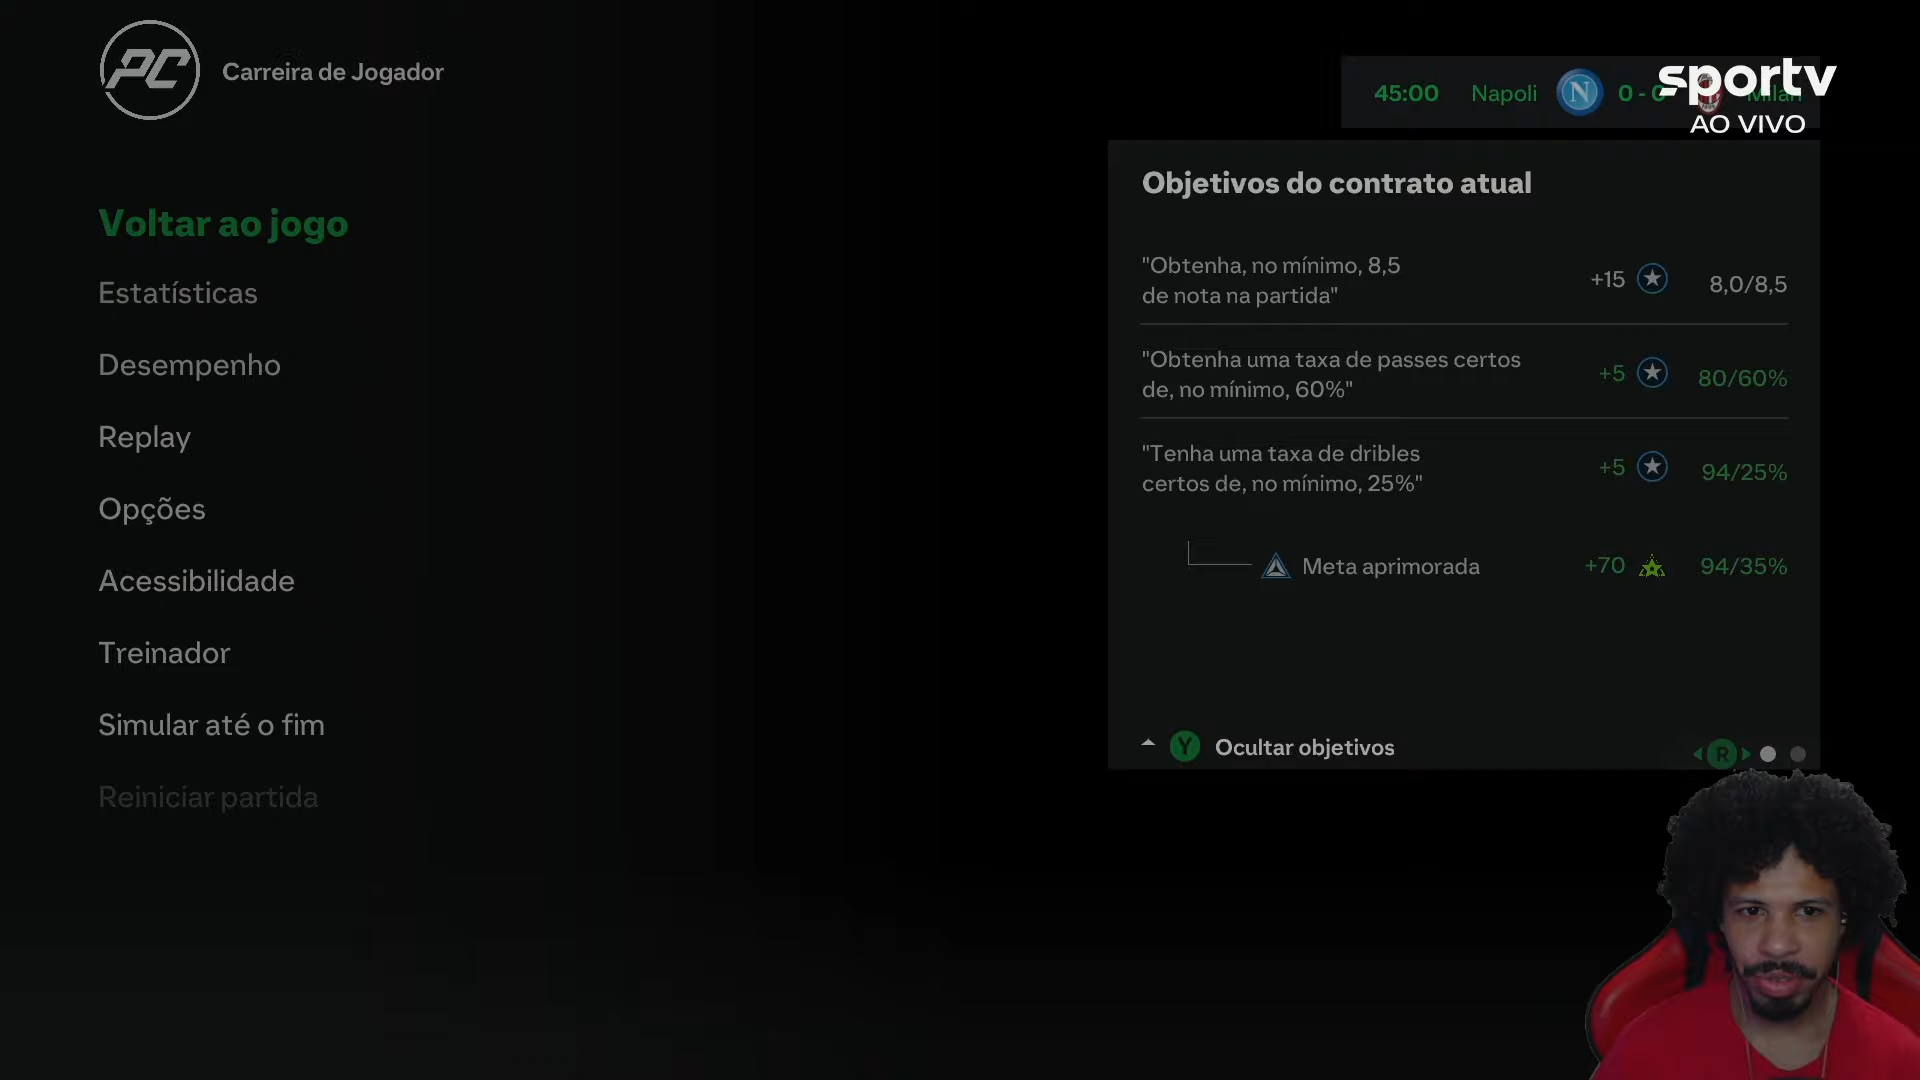 PC Carreira de Jogador
45:00 Napoli N 0 - 0 Milan
sportv
AO VIVO
Objetivos do contrato atual
Voltar ao jogo
Estatísticas
Desempenho
Replay
Opções
Acessibilidade
Treinador
Simular até o fim
Reiniciar partida
"Obtenha, no mínimo, 8,5
de nota na partida"
+15 8,0/8,5
"Obtenha uma taxa de passes certos
de, no mínimo, 60%"
+5 80/60%
"Tenha uma taxa de dribles
certos de, no mínimo, 25%"
+5 94/25%
Meta aprimorada +70 94/35%
Y Ocultar objetivos R